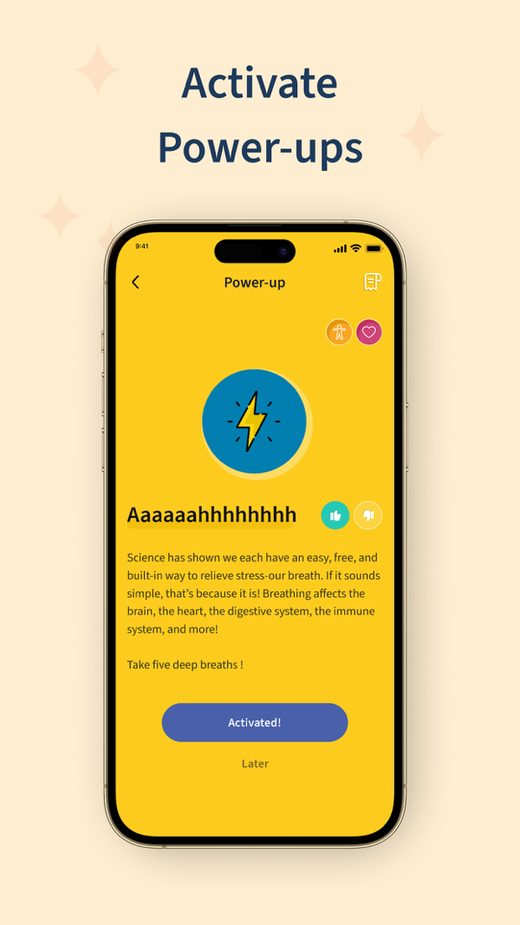 Activate
Power-ups
9:41
Power-up
Aaaaaahhhhhhhh
Science has shown we each have an easy, free, and
built-in way to relieve stress-our breath. If it sounds
simple, that's because it is! Breathing affects the
brain, the heart, the digestive system, the immune
system, and more!
Take five deep breaths !
Activated!
Later